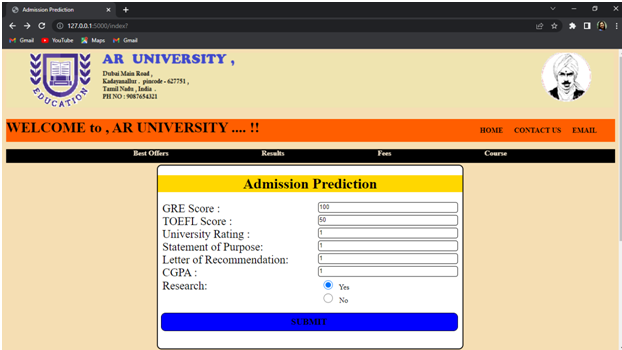 Admission Prediction
127.0.0.1:5000/index?
Gmail YouTube Maps Gmail
EDUCATION
AR UNIVERSITY ,
Dubai Main Road ,
Kadayanallur . pincode - 627751 ,
Tamil Nadu , India .
PH NO : 9087654321
WELCOME to , AR UNIVERSITY .... !! HOME CONTACT US EMAIL
Best Offers Results Fees Course
Admission Prediction
GRE Score : 100
TOEFL Score : 50
University Rating : 1
Statement of Purpose: 1
Letter of Recommendation: 1
CGPA : 1
Research: Yes
No
SUBMIT